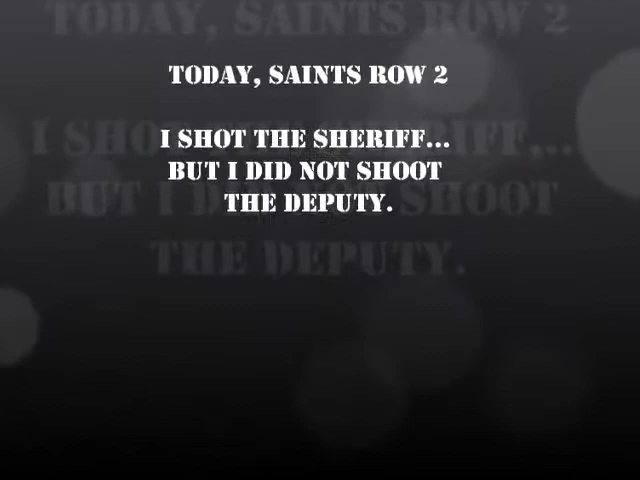 TODAY, SAINTS ROW 2
I SHOT THE SHERIFF...
BUT I DID NOT SHOOT
THE DEPUTY.